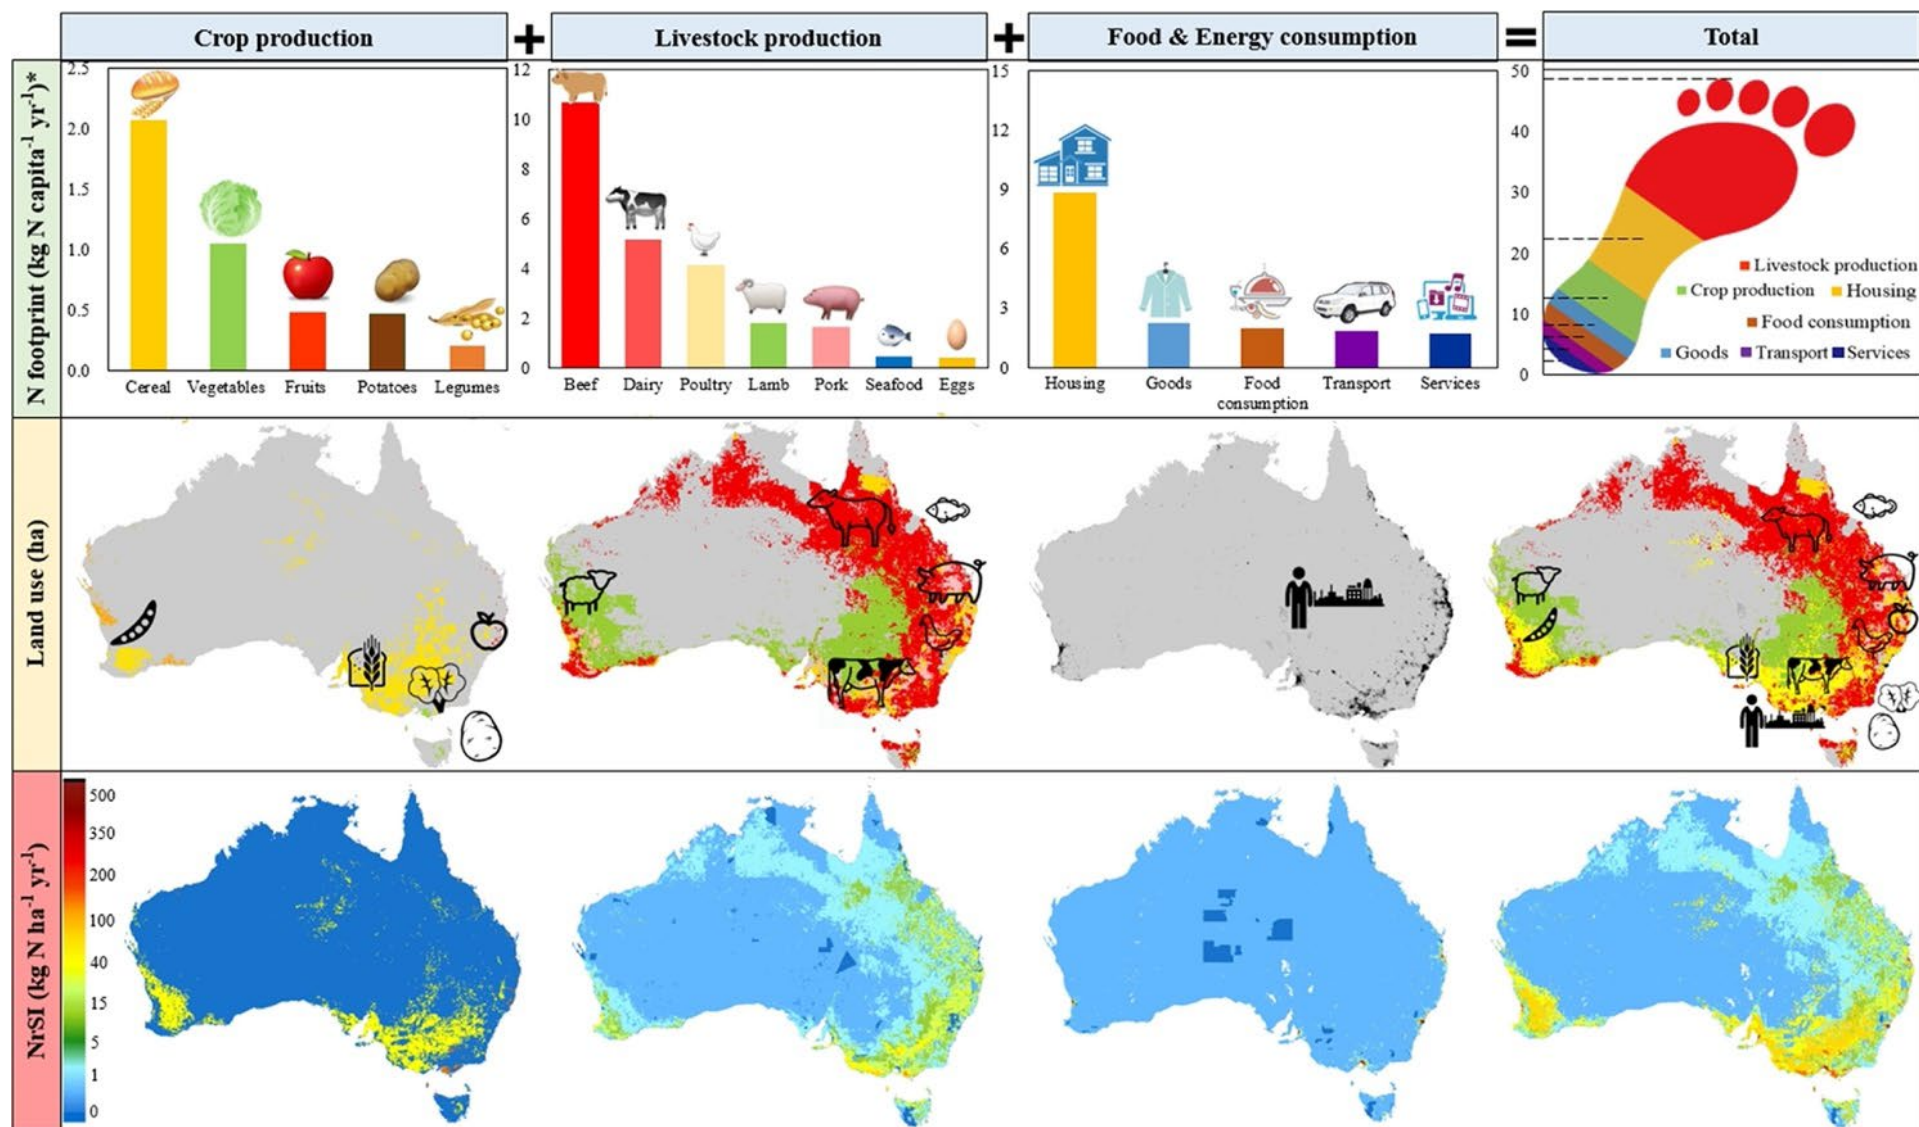 Crop production + Livestock production + Food & Energy consumption = Total
N footprint (kg N capita⁻¹ yr⁻¹)*
2.5
2.0
1.5
1.0
0.5
0.0
Cereal Vegetables Fruits Potatoes Legumes
12
10
8
6
4
2
0
Beef Dairy Poultry Lamb Pork Seafood Eggs
15
12
9
6
3
0
Housing Goods Food Transport Services
consumption
50
40
30
20
10
0
Livestock production
Crop production Housing
Food consumption
Goods Transport Services
Land use (ha)
NrSI (kg N ha⁻¹ yr⁻¹)
500
350
200
100
40
15
5
1
0